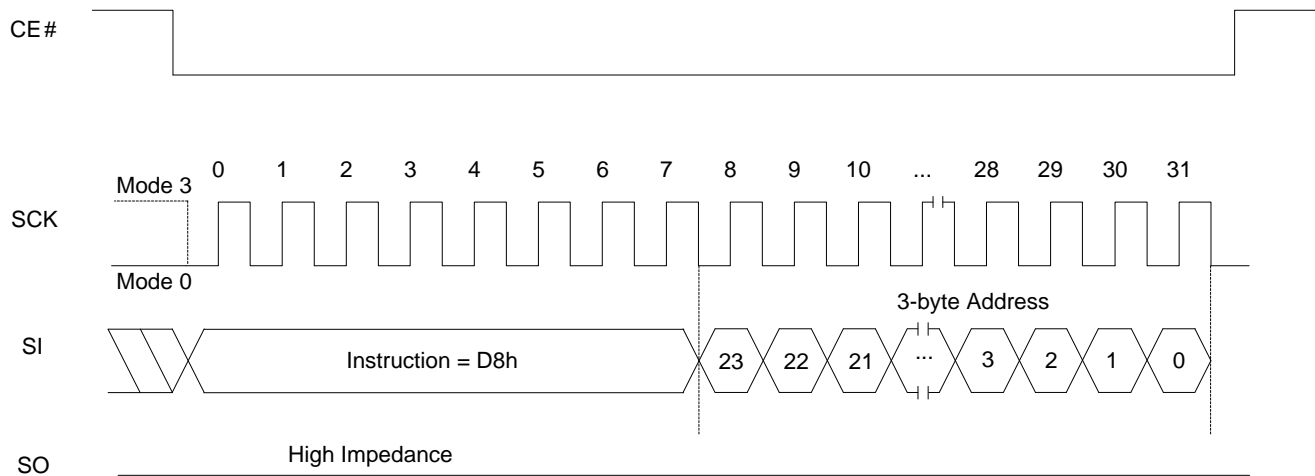 CE#
0 1 2 3 4 5 6 7 8 9 10 ... 28 29 30 31
Mode 3
SCK
Mode 0
3-byte Address
SI
Instruction = D8h 23 22 21 ... 3 2 1 0
High Impedance
SO